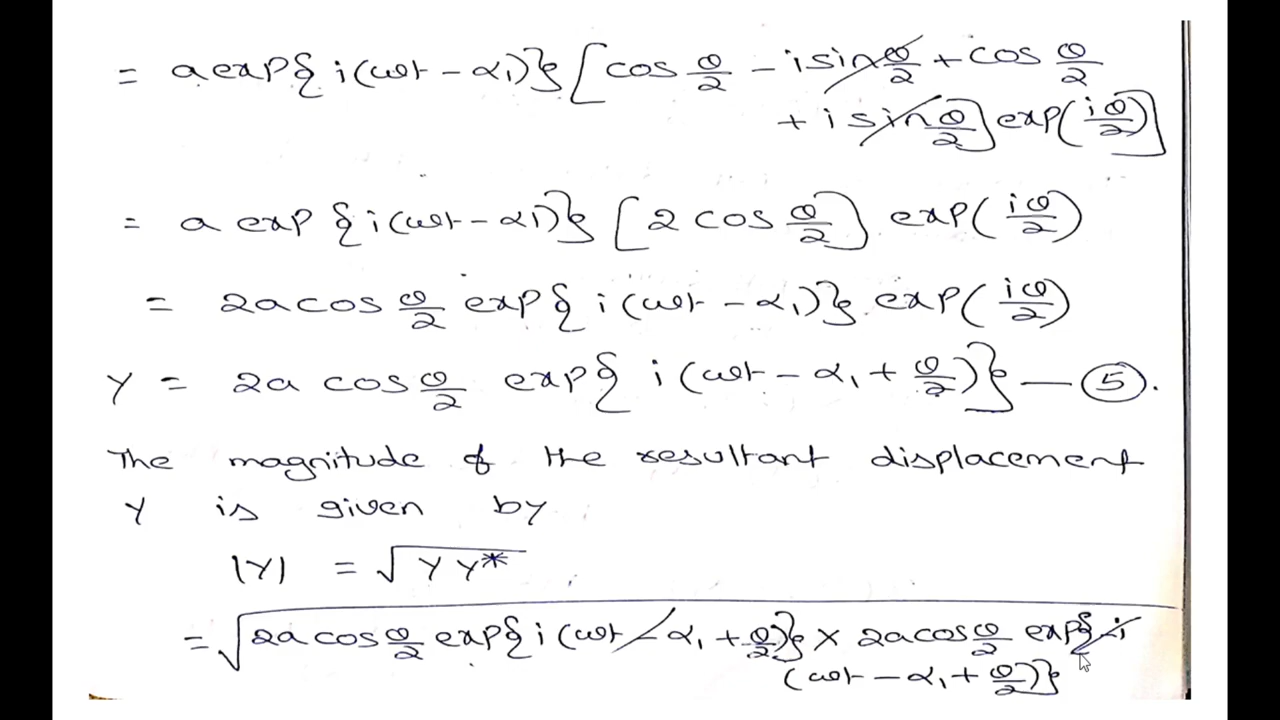 = a exp{i(ωt − α₁)} [cos θ/2 − i sin θ/2 + cos θ/2
+ i sin θ/2] exp(iθ/2)]
= a exp {i(ωt − α1)} [2 cos θ/2] exp(iθ/2)
= 2a cos θ/2 exp{i(ωt − α₁)} exp(iθ/2)
Y = 2a cos θ/2 exp{i(ωt − α₁ + θ/2)} — (5).
The magnitude of the resultant displacement
Y is given by
|Y| = √YY*
= √2a cos θ/2 exp{i(ωt − α₁ + θ/2)} × 2a cos θ/2 exp{−i
(ωt − α₁ + θ/2)}